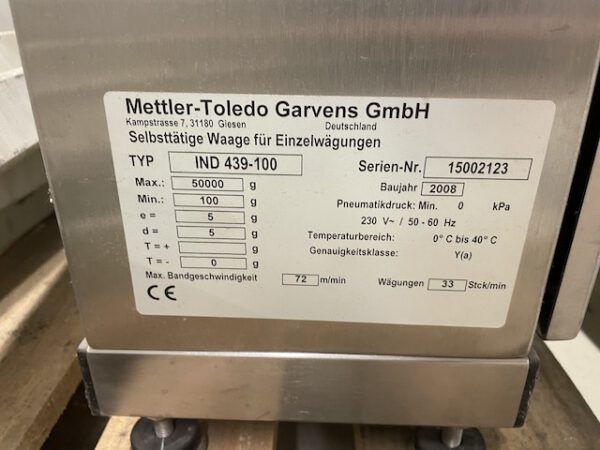 Mettler-Toledo Garvens GmbH
Kampstrasse 7, 31180 Giesen Deutschland
Selbsttätige Waage für Einzelwägungen
TYP IND 439-100 Serien-Nr. 15002123
Max.: 50000 g Baujahr 2008
Min.: 100 g Pneumatikdruck: Min. 0 kPa
e = 5 g 230 V~ / 50 - 60 Hz
d = 5 g Temperaturbereich: 0° C bis 40° C
T = + g Genauigkeitsklasse: Y(a)
T = - 0 g
Max. Bandgeschwindigkeit 72 m/min Wägungen 33 Stck/min
CE